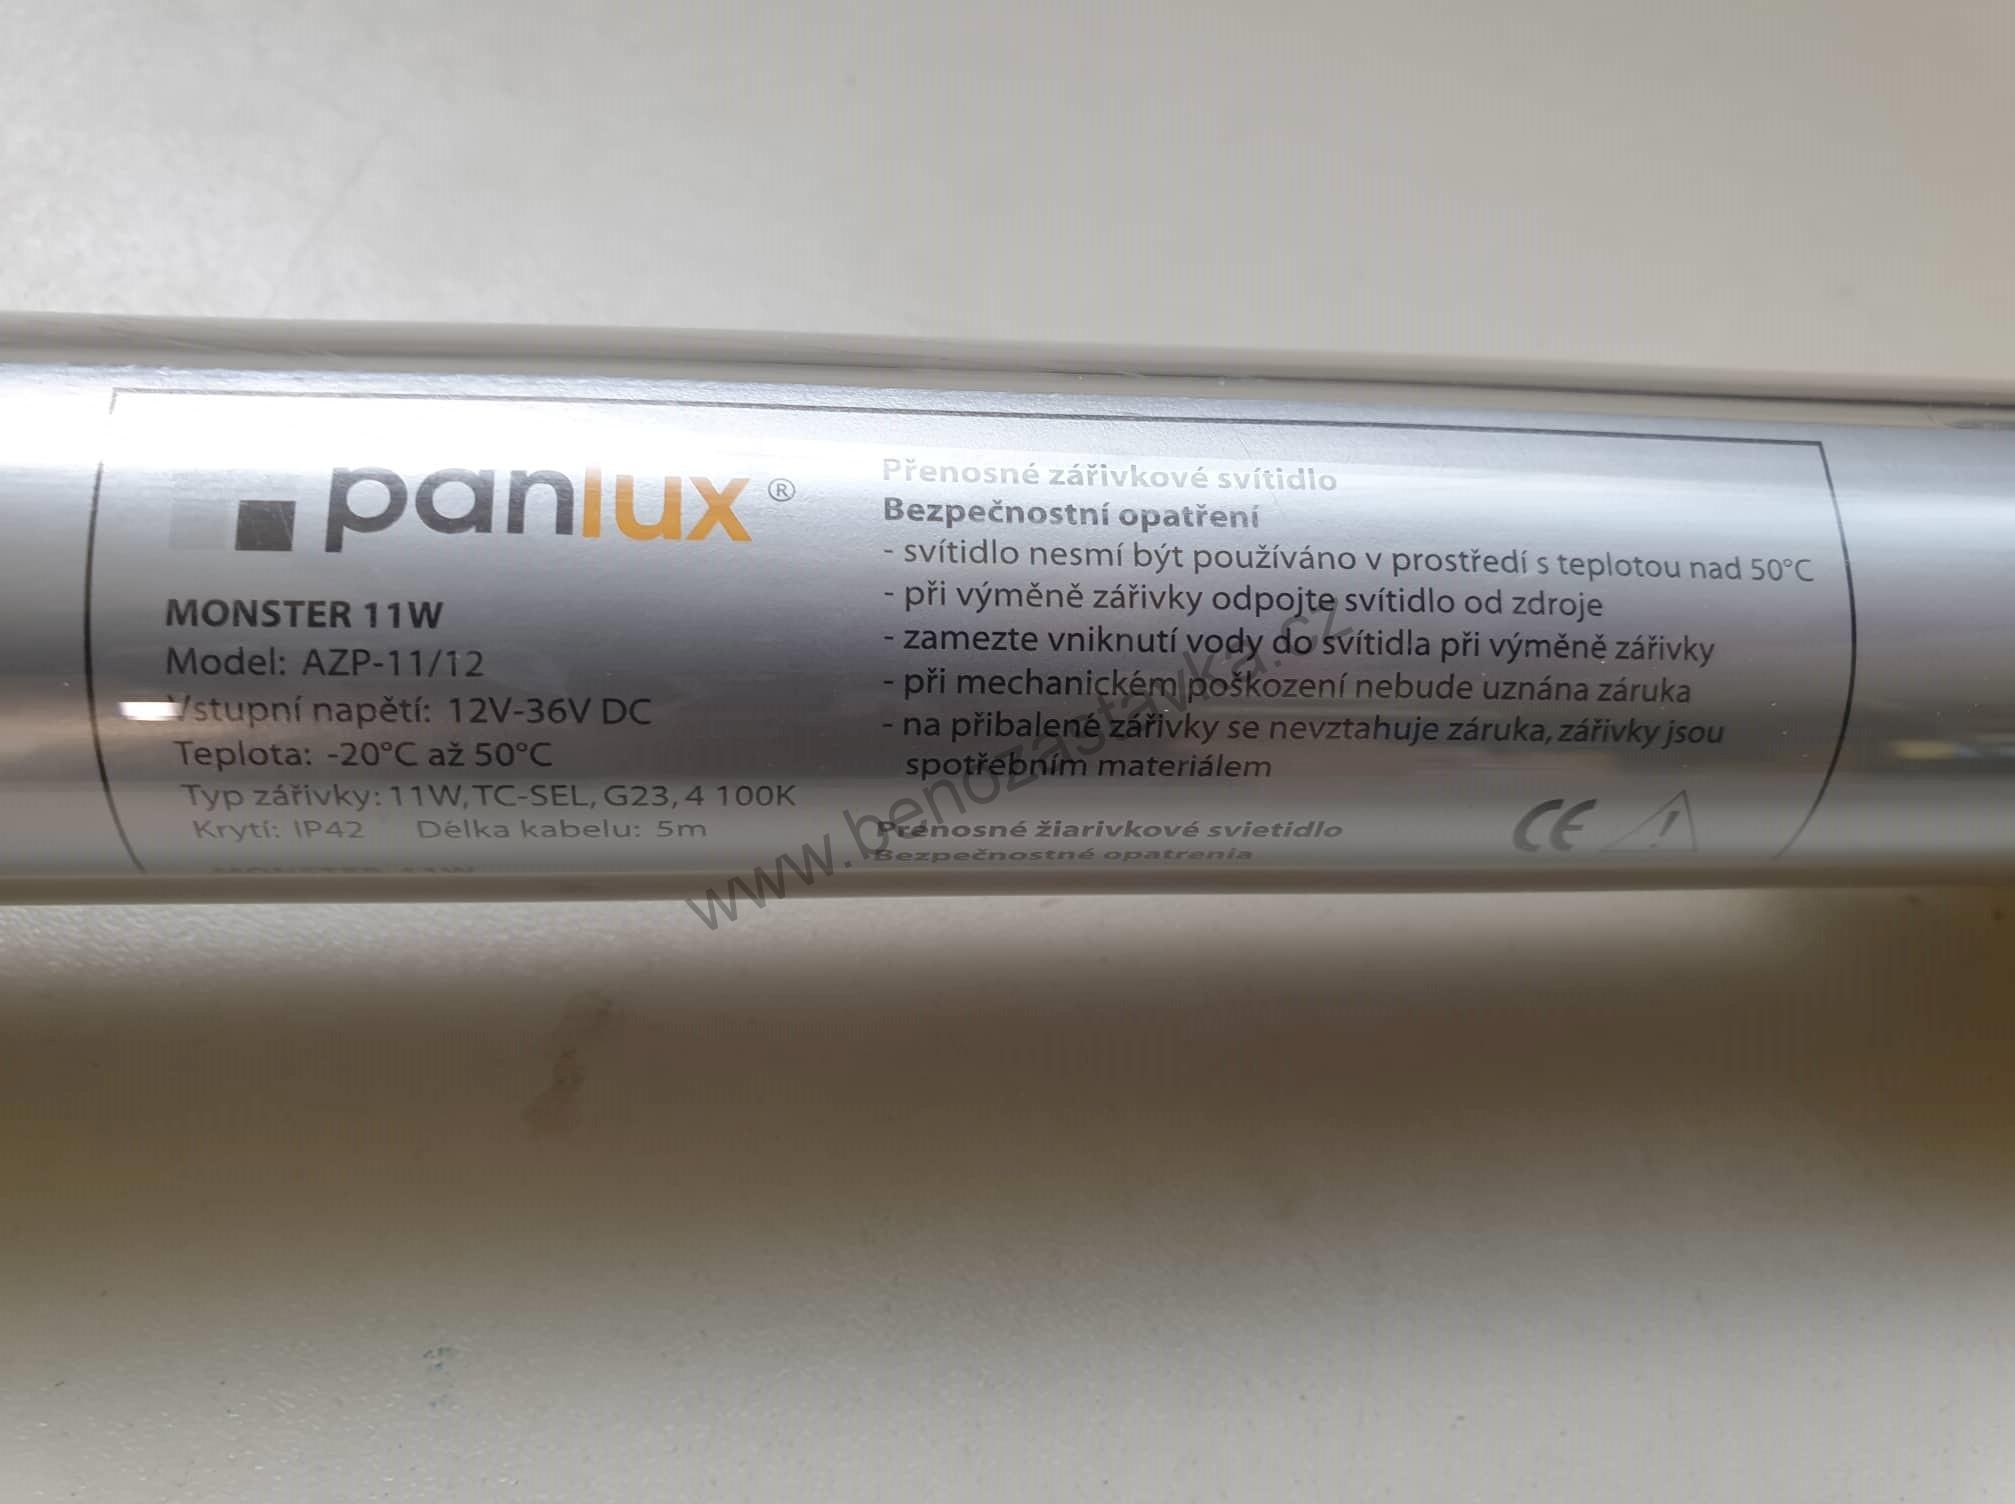 panlux®
MONSTER 11W
Model: AZP-11/12
Vstupní napětí: 12V-36V DC
Teplota: -20°C až 50°C
Typ zářivky: 11W, TC-SEL, G23, 4 100K
Krytí: IP42 Délka kabelu: 5m
MONSTER 11W
Přenosné zářivkové svítidlo
Bezpečnostní opatření
- svítidlo nesmí být používáno v prostředí s teplotou nad 50°C
- při výměně zářivky odpojte svítidlo od zdroje
- zamezte vniknutí vody do svítidla při výměně zářivky
- při mechanickém poškození nebude uznána záruka
- na přibalené zářivky se nevztahuje záruka, zářivky jsou
spotřebním materiálem
Prenosné žiarivkové svietidlo
Bezpečnostné opatrenia
CE
www.benozastavka.cz